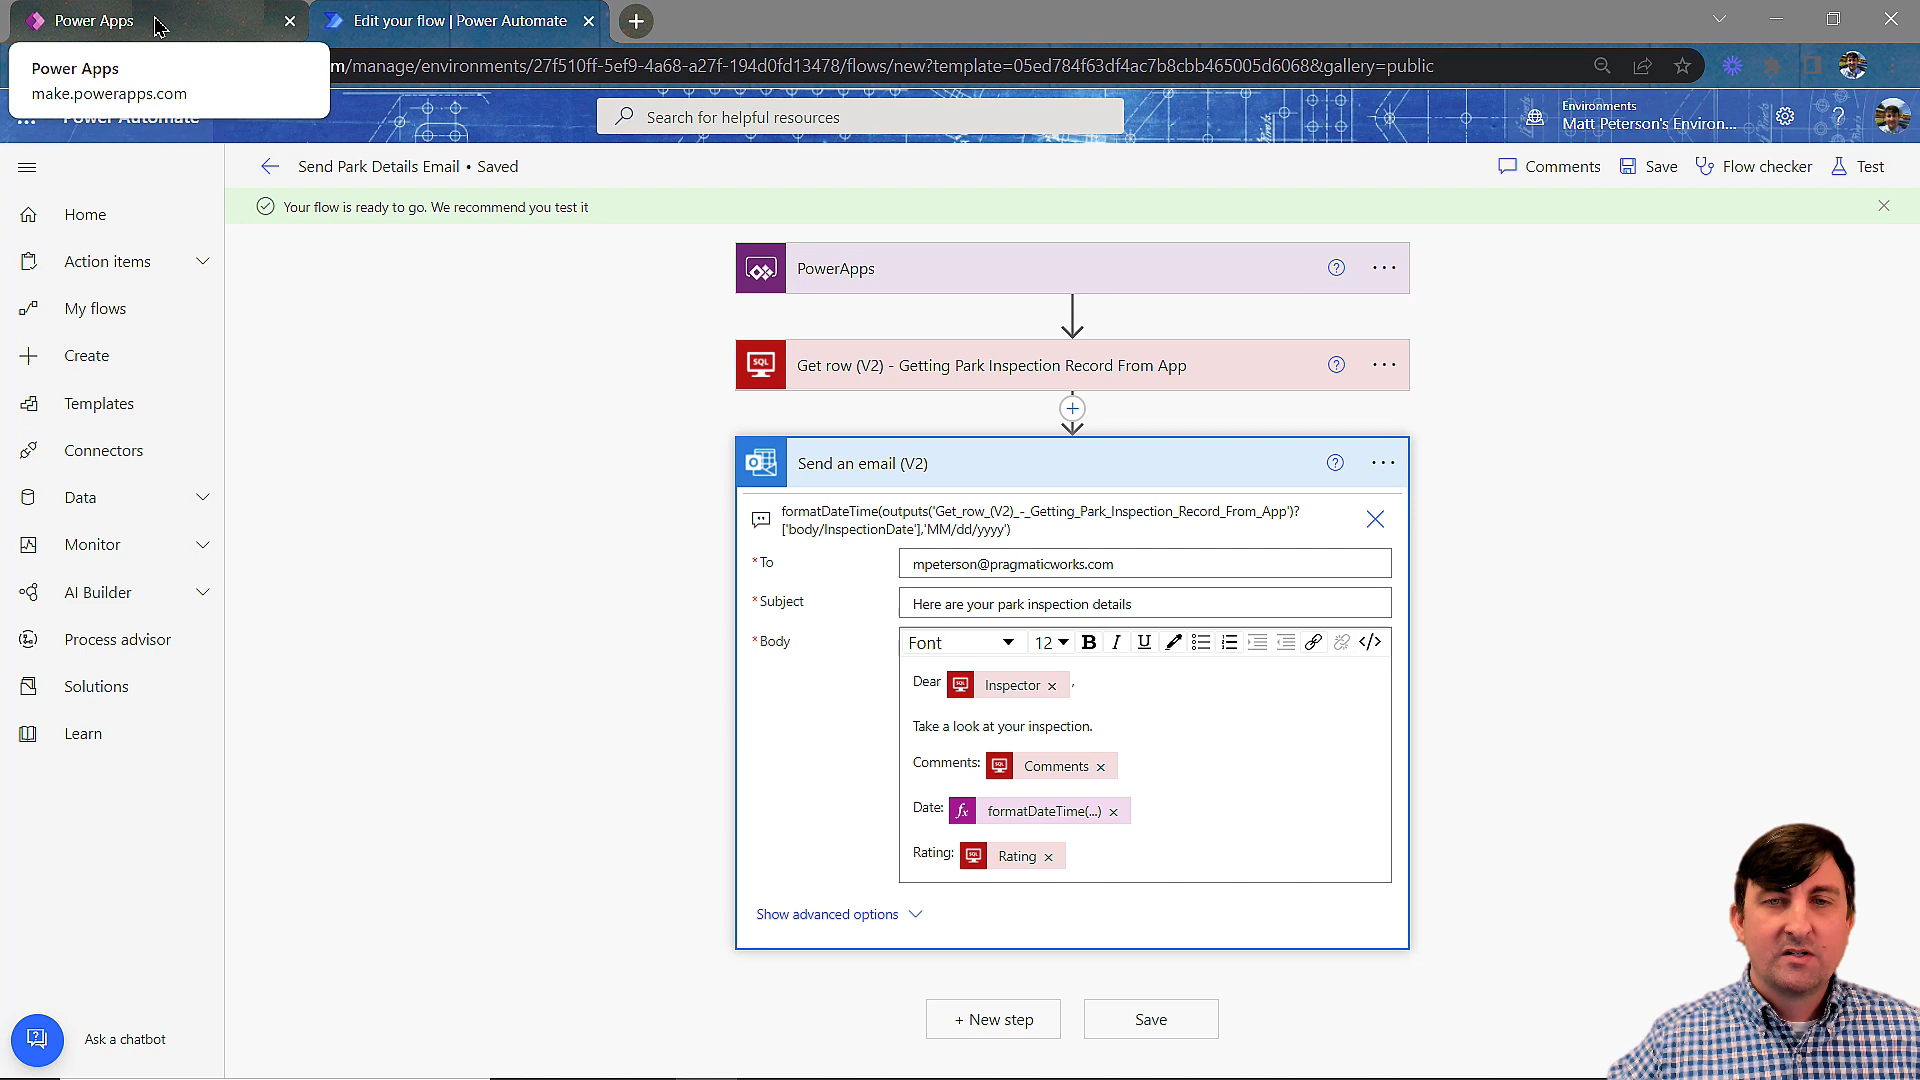 Power Apps
Edit your flow | Power Automate
Power Apps
make.powerapps.com
m/manage/environments/27f510ff-5ef9-4a68-a27f-194d0fd13478/flows/new?template=05ed784f63df4ac7b8cbb465005d6068&gallery=public
Power Automate
Search for helpful resources
Environments
Matt Peterson's Environ...
Send Park Details Email • Saved
Comments
Save
Flow checker
Test
Your flow is ready to go. We recommend you test it
Home
Action items
My flows
Create
Templates
Connectors
Data
Monitor
AI Builder
Process advisor
Solutions
Learn
Ask a chatbot
PowerApps
SQL
Get row (V2) - Getting Park Inspection Record From App
Send an email (V2)
formatDateTime(outputs('Get_row_(V2)_-_Getting_Park_Inspection_Record_From_App')?
['body/InspectionDate'],'MM/dd/yyyy')
* To
mpeterson@pragmaticworks.com
* Subject
Here are your park inspection details
* Body
Font
12
B I U
Dear Inspector ,
Take a look at your inspection.
Comments: Comments
Date: fx formatDateTime(...)
Rating: Rating
Show advanced options
+ New step
Save